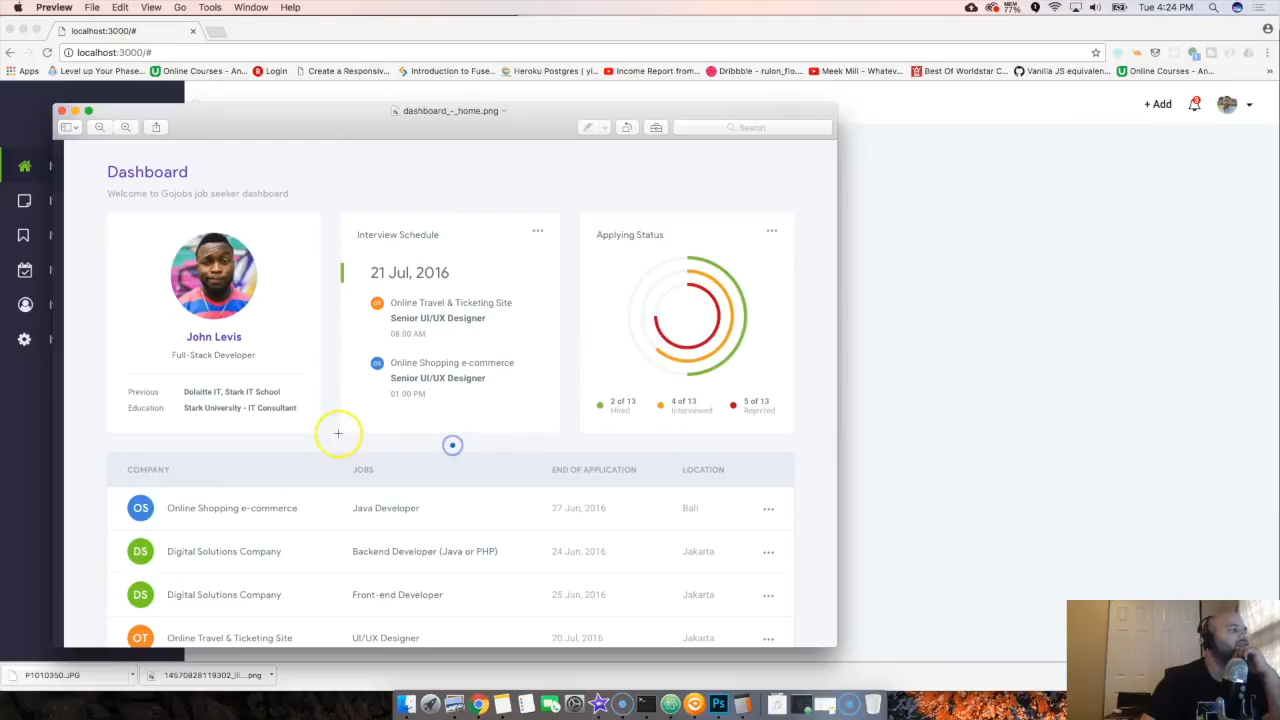 Preview File Edit View Go Tools Window Help MEM 77% Tue 4:24 PM
localhost:3000/#
localhost:3000/#
Apps Level up Your Phase... Online Courses - An... Login Create a Responsiv... Introduction to Fuse... Heroku Postgres | yi... Income Report from... Dribbble - rulon_flo... Meek Mill - Whatev... Best Of Worldstar C... Vanilla JS equivalen... Online Courses - An... »
+ Add
dashboard_-_home.png
Search
Dashboard
Welcome to Gojobs job seeker dashboard
John Levis
Full-Stack Developer
Previous Dolaitte IT, Stark IT School
Education Stark University - IT Consultant
Interview Schedule
21 Jul, 2016
OT Online Travel & Ticketing Site
Senior UI/UX Designer
08.00 AM
OS Online Shopping e-commerce
Senior UI/UX Designer
01.00 PM
Applying Status
2 of 13
Hired
4 of 13
Interviewed
5 of 13
Rejected
COMPANY JOBS END OF APPLICATION LOCATION
OS Online Shopping e-commerce Java Developer 27 Jun, 2016 Bali
DS Digital Solutions Company Backend Developer (Java or PHP) 24 Jun, 2016 Jakarta
DS Digital Solutions Company Front-end Developer 25 Jun, 2016 Jakarta
OT Online Travel & Ticketing Site UI/UX Designer 20 Jul, 2016 Jakarta
P1010350.JPG
14570828119302_ill....png
Ps